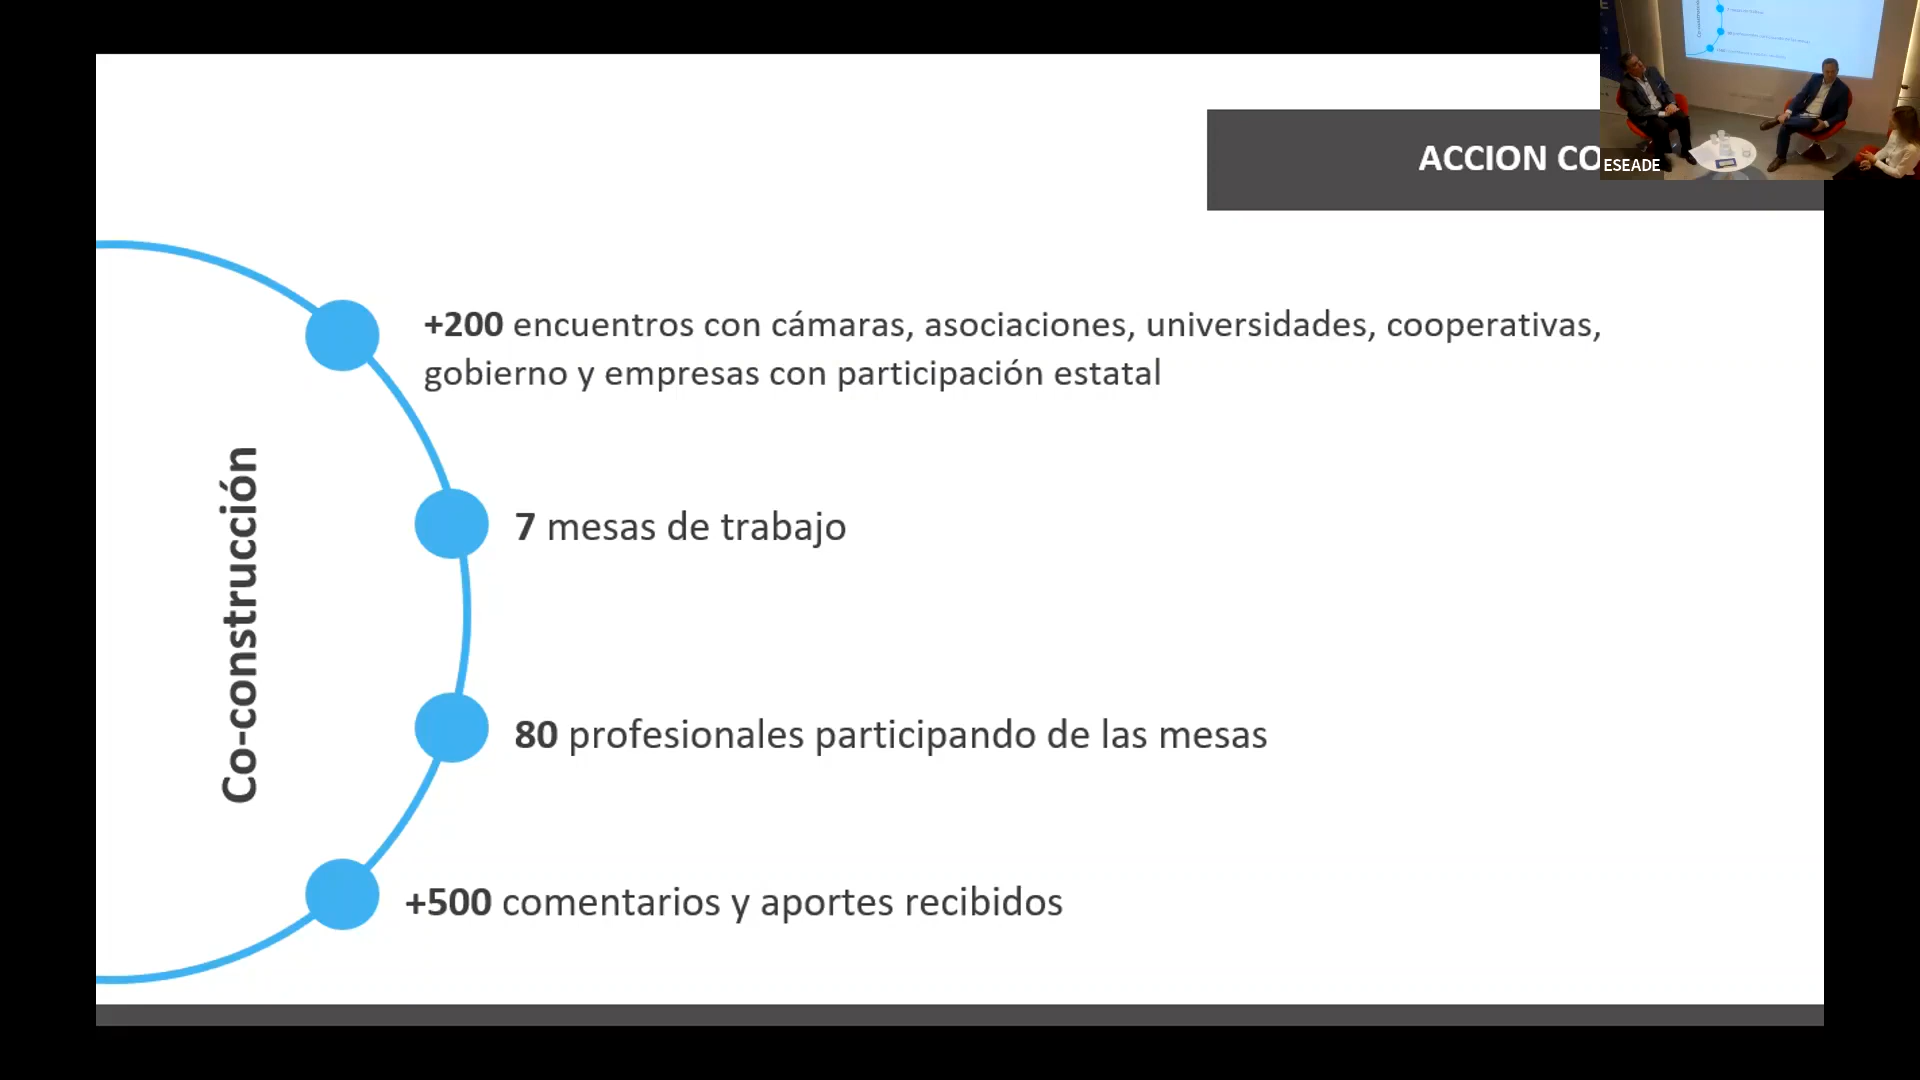 ACCION CO
ESEADE
+200 encuentros con cámaras, asociaciones, universidades, cooperativas,
gobierno y empresas con participación estatal
Co-construcción
7 mesas de trabajo
80 profesionales participando de las mesas
+500 comentarios y aportes recibidos